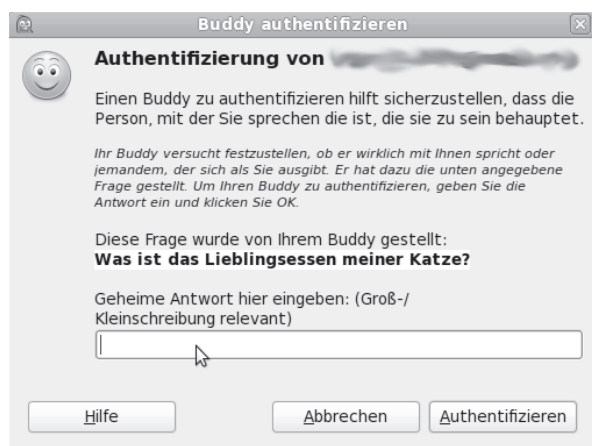 Buddy authentifizieren
Authentifizierung von
Einen Buddy zu authentifizieren hilft sicherzustellen, dass die
Person, mit der Sie sprechen die ist, die sie zu sein behauptet.
Ihr Buddy versucht festzustellen, ob er wirklich mit Ihnen spricht oder
jemandem, der sich als Sie ausgibt. Er hat dazu die unten angegebene
Frage gestellt. Um Ihren Buddy zu authentifizieren, geben Sie die
Antwort ein und klicken Sie OK.
Diese Frage wurde von Ihrem Buddy gestellt:
Was ist das Lieblingsessen meiner Katze?
Geheime Antwort hier eingeben: (Groß-/
Kleinschreibung relevant)
Hilfe
Abbrechen
Authentifizieren